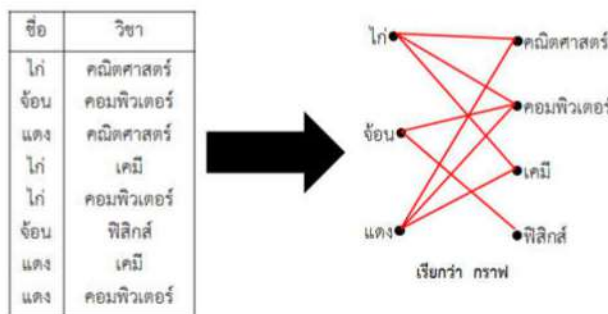 ชื่อ วิชา
ไก่ คณิตศาสตร์
จ้อน คอมพิวเตอร์
แดง คณิตศาสตร์
ไก่ เคมี
ไก่ คอมพิวเตอร์
จ้อน ฟิสิกส์
แดง เคมี
แดง คอมพิวเตอร์
ไก่ คณิตศาสตร์
คอมพิวเตอร์
จ้อน
เคมี
แดง ฟิสิกส์
เรียกว่า กราฟ